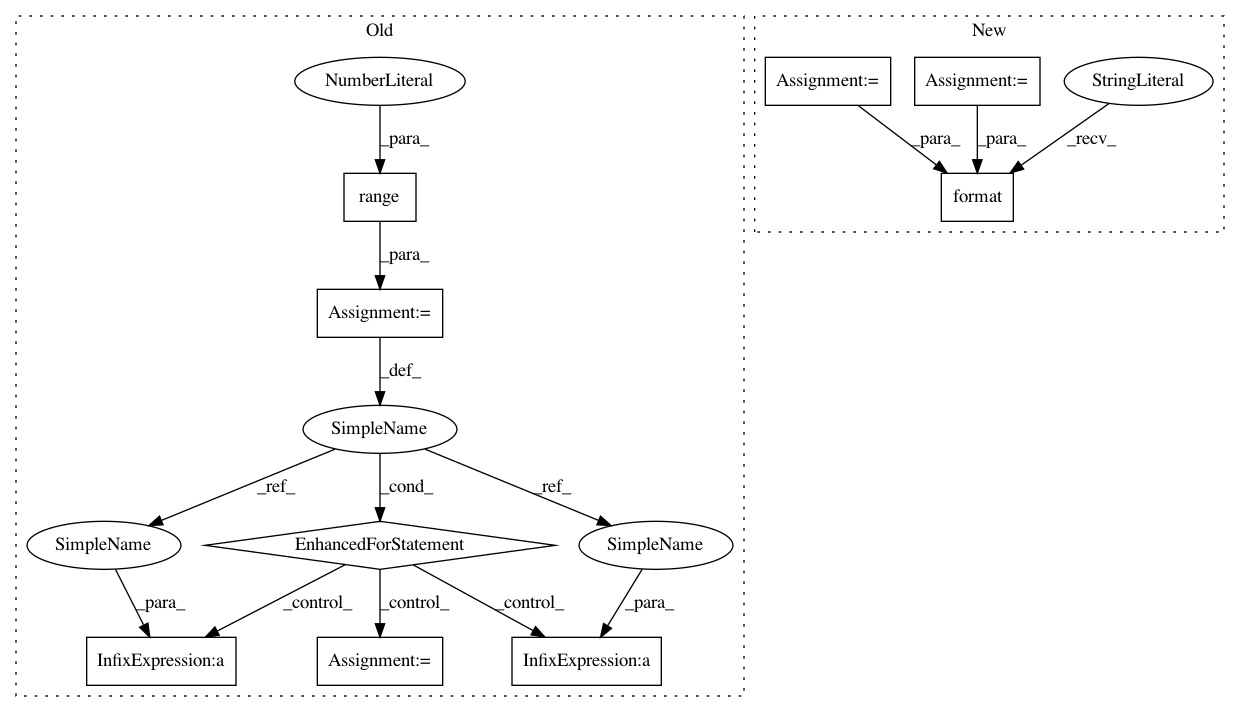 Old
New
NumberLiteral
Assignment:=
Assignment:=
StringLiteral
_para_
_para_
_para_
_recv_
range
format
_para_
Assignment:=
_def_
SimpleName
_ref_
_cond_
_ref_
SimpleName
EnhancedForStatement
SimpleName
_para_
_control_
_control_
_control_
_para_
InfixExpression:a
Assignment:=
InfixExpression:a